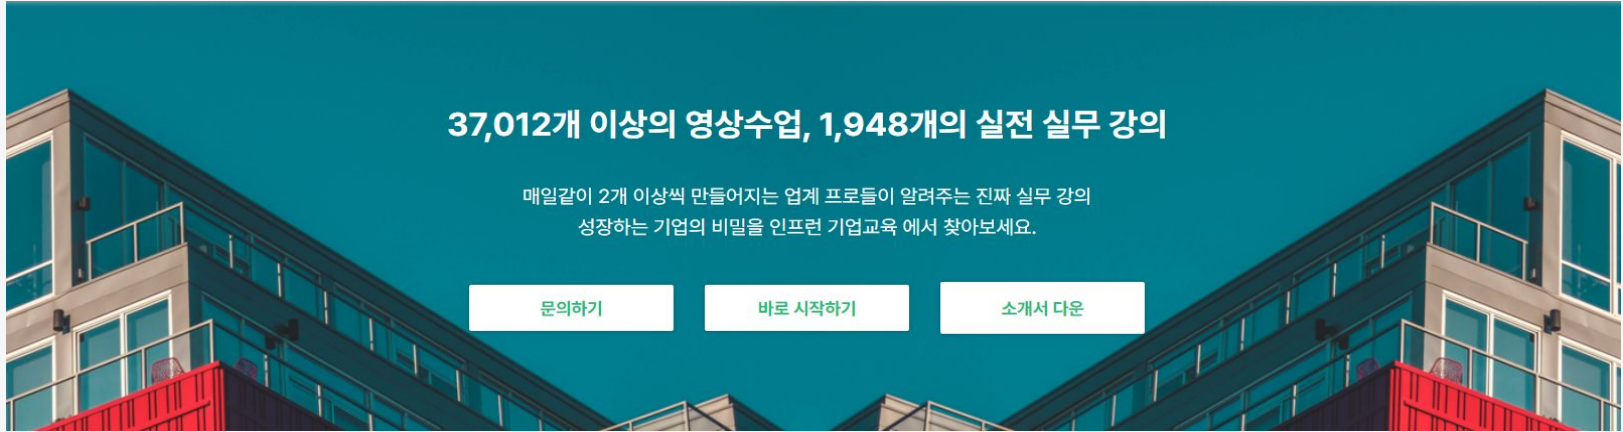 37,012개 이상의 영상수업, 1,948개의 실전 실무 강의
매일같이 2개 이상씩 만들어지는 업계 프로들이 알려주는 진짜 실무 강의
성장하는 기업의 비밀을 인프런 기업교육 에서 찾아보세요.
문의하기
바로 시작하기
소개서 다운